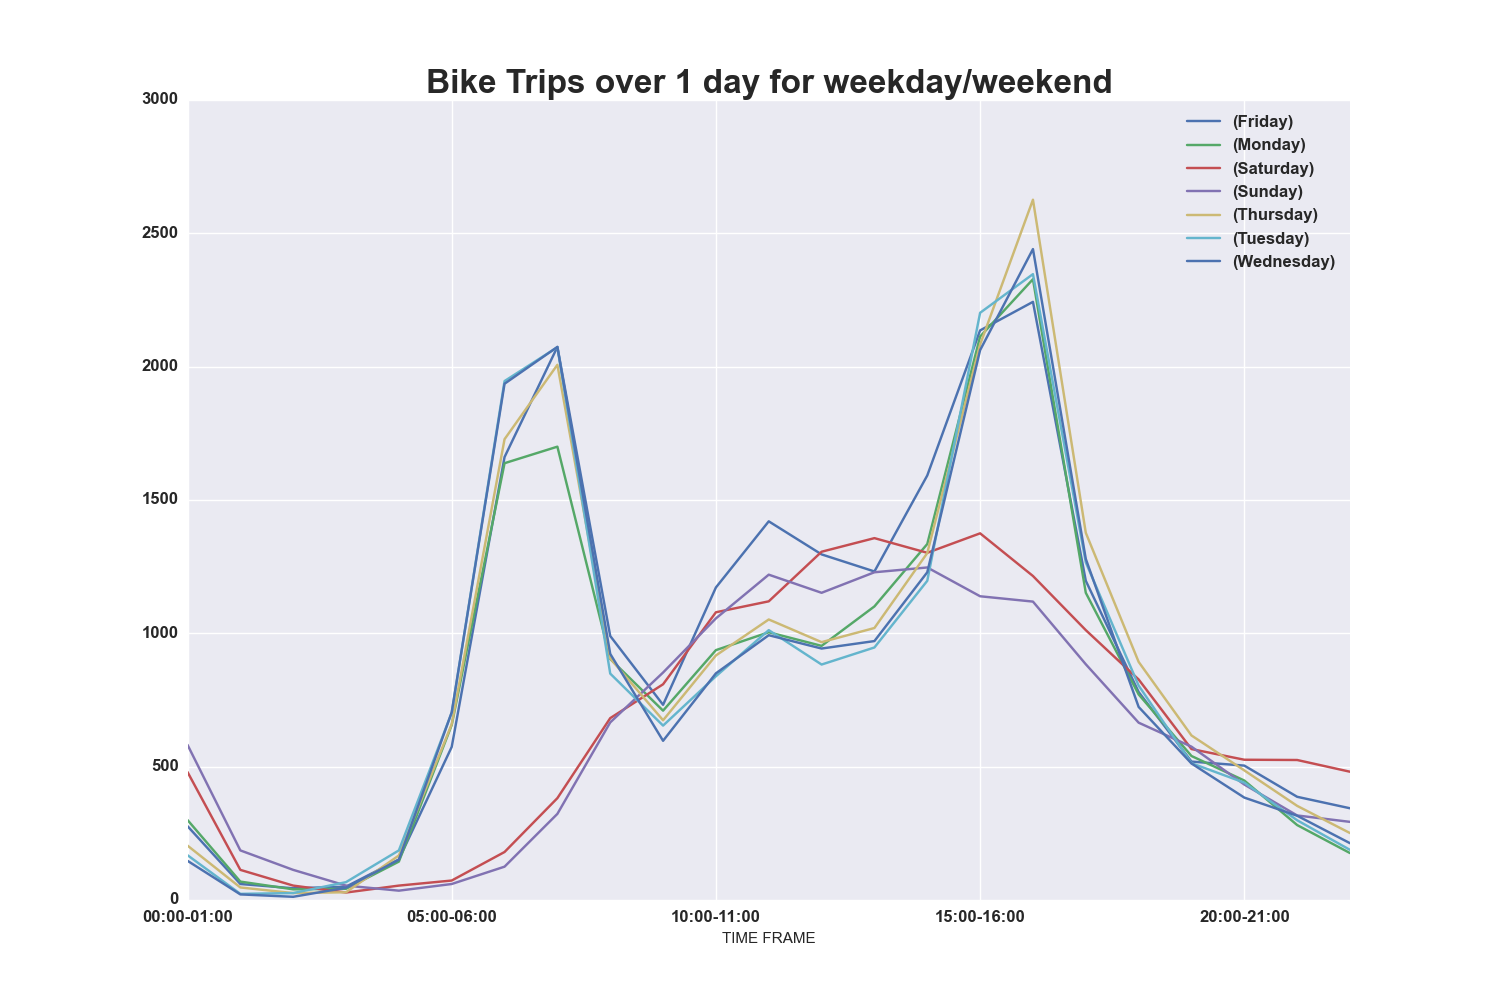 Bike Trips over 1 day for weekday/weekend
3000
2500
2000
1500
1000
500
0
(Friday)
(Monday)
(Saturday)
(Sunday)
(Thursday)
(Tuesday)
(Wednesday)
00:00-01:00 05:00-06:00 10:00-11:00 15:00-16:00 20:00-21:00
TIME FRAME